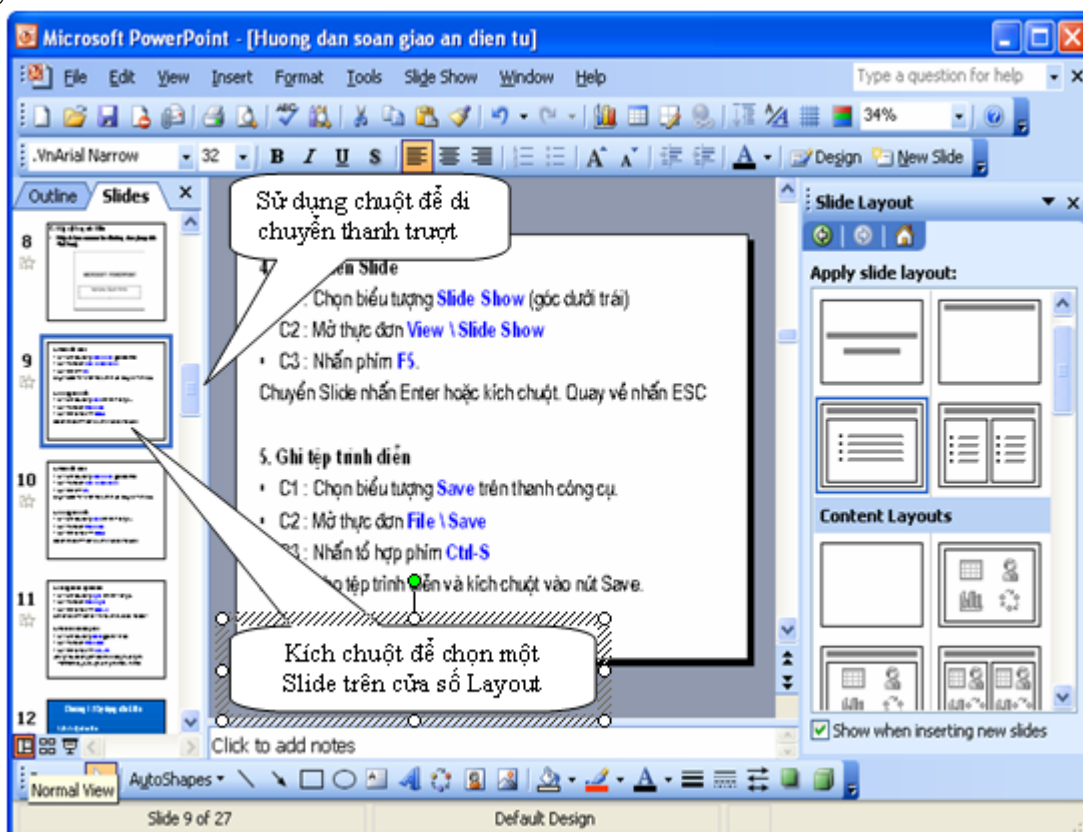 Microsoft PowerPoint - [Huong dan soan giao an dien tu]
File Edit View Insert Format Tools Slide Show Window Help
Type a question for help
34%
.VnArial Narrow 32 B I U S Design New Slide
Outline Slides
Slide Layout
Sử dụng chuột để di
chuyển thanh trượt
Apply slide layout:
8
9
10
11
12
4. Slide
: Chọn biểu tượng Slide Show (góc dưới trái)
C2 : Mở thực đơn View \ Slide Show
• C3 : Nhấn phím F5.
Chuyển Slide nhấn Enter hoặc kích chuột. Quay về nhấn ESC
5. Ghi tệp trình diễn
• C1 : Chọn biểu tượng Save trên thanh công cụ.
• C2 : Mở thực đơn File \ Save
C3 : Nhấn tổ hợp phím Ctrl-S
tệp trình diễn và kích chuột vào nút Save.
Kích chuột để chọn một
Slide trên cửa sổ Layout
Content Layouts
Show when inserting new slides
Click to add notes
AutoShapes
Normal View
Slide 9 of 27
Default Design